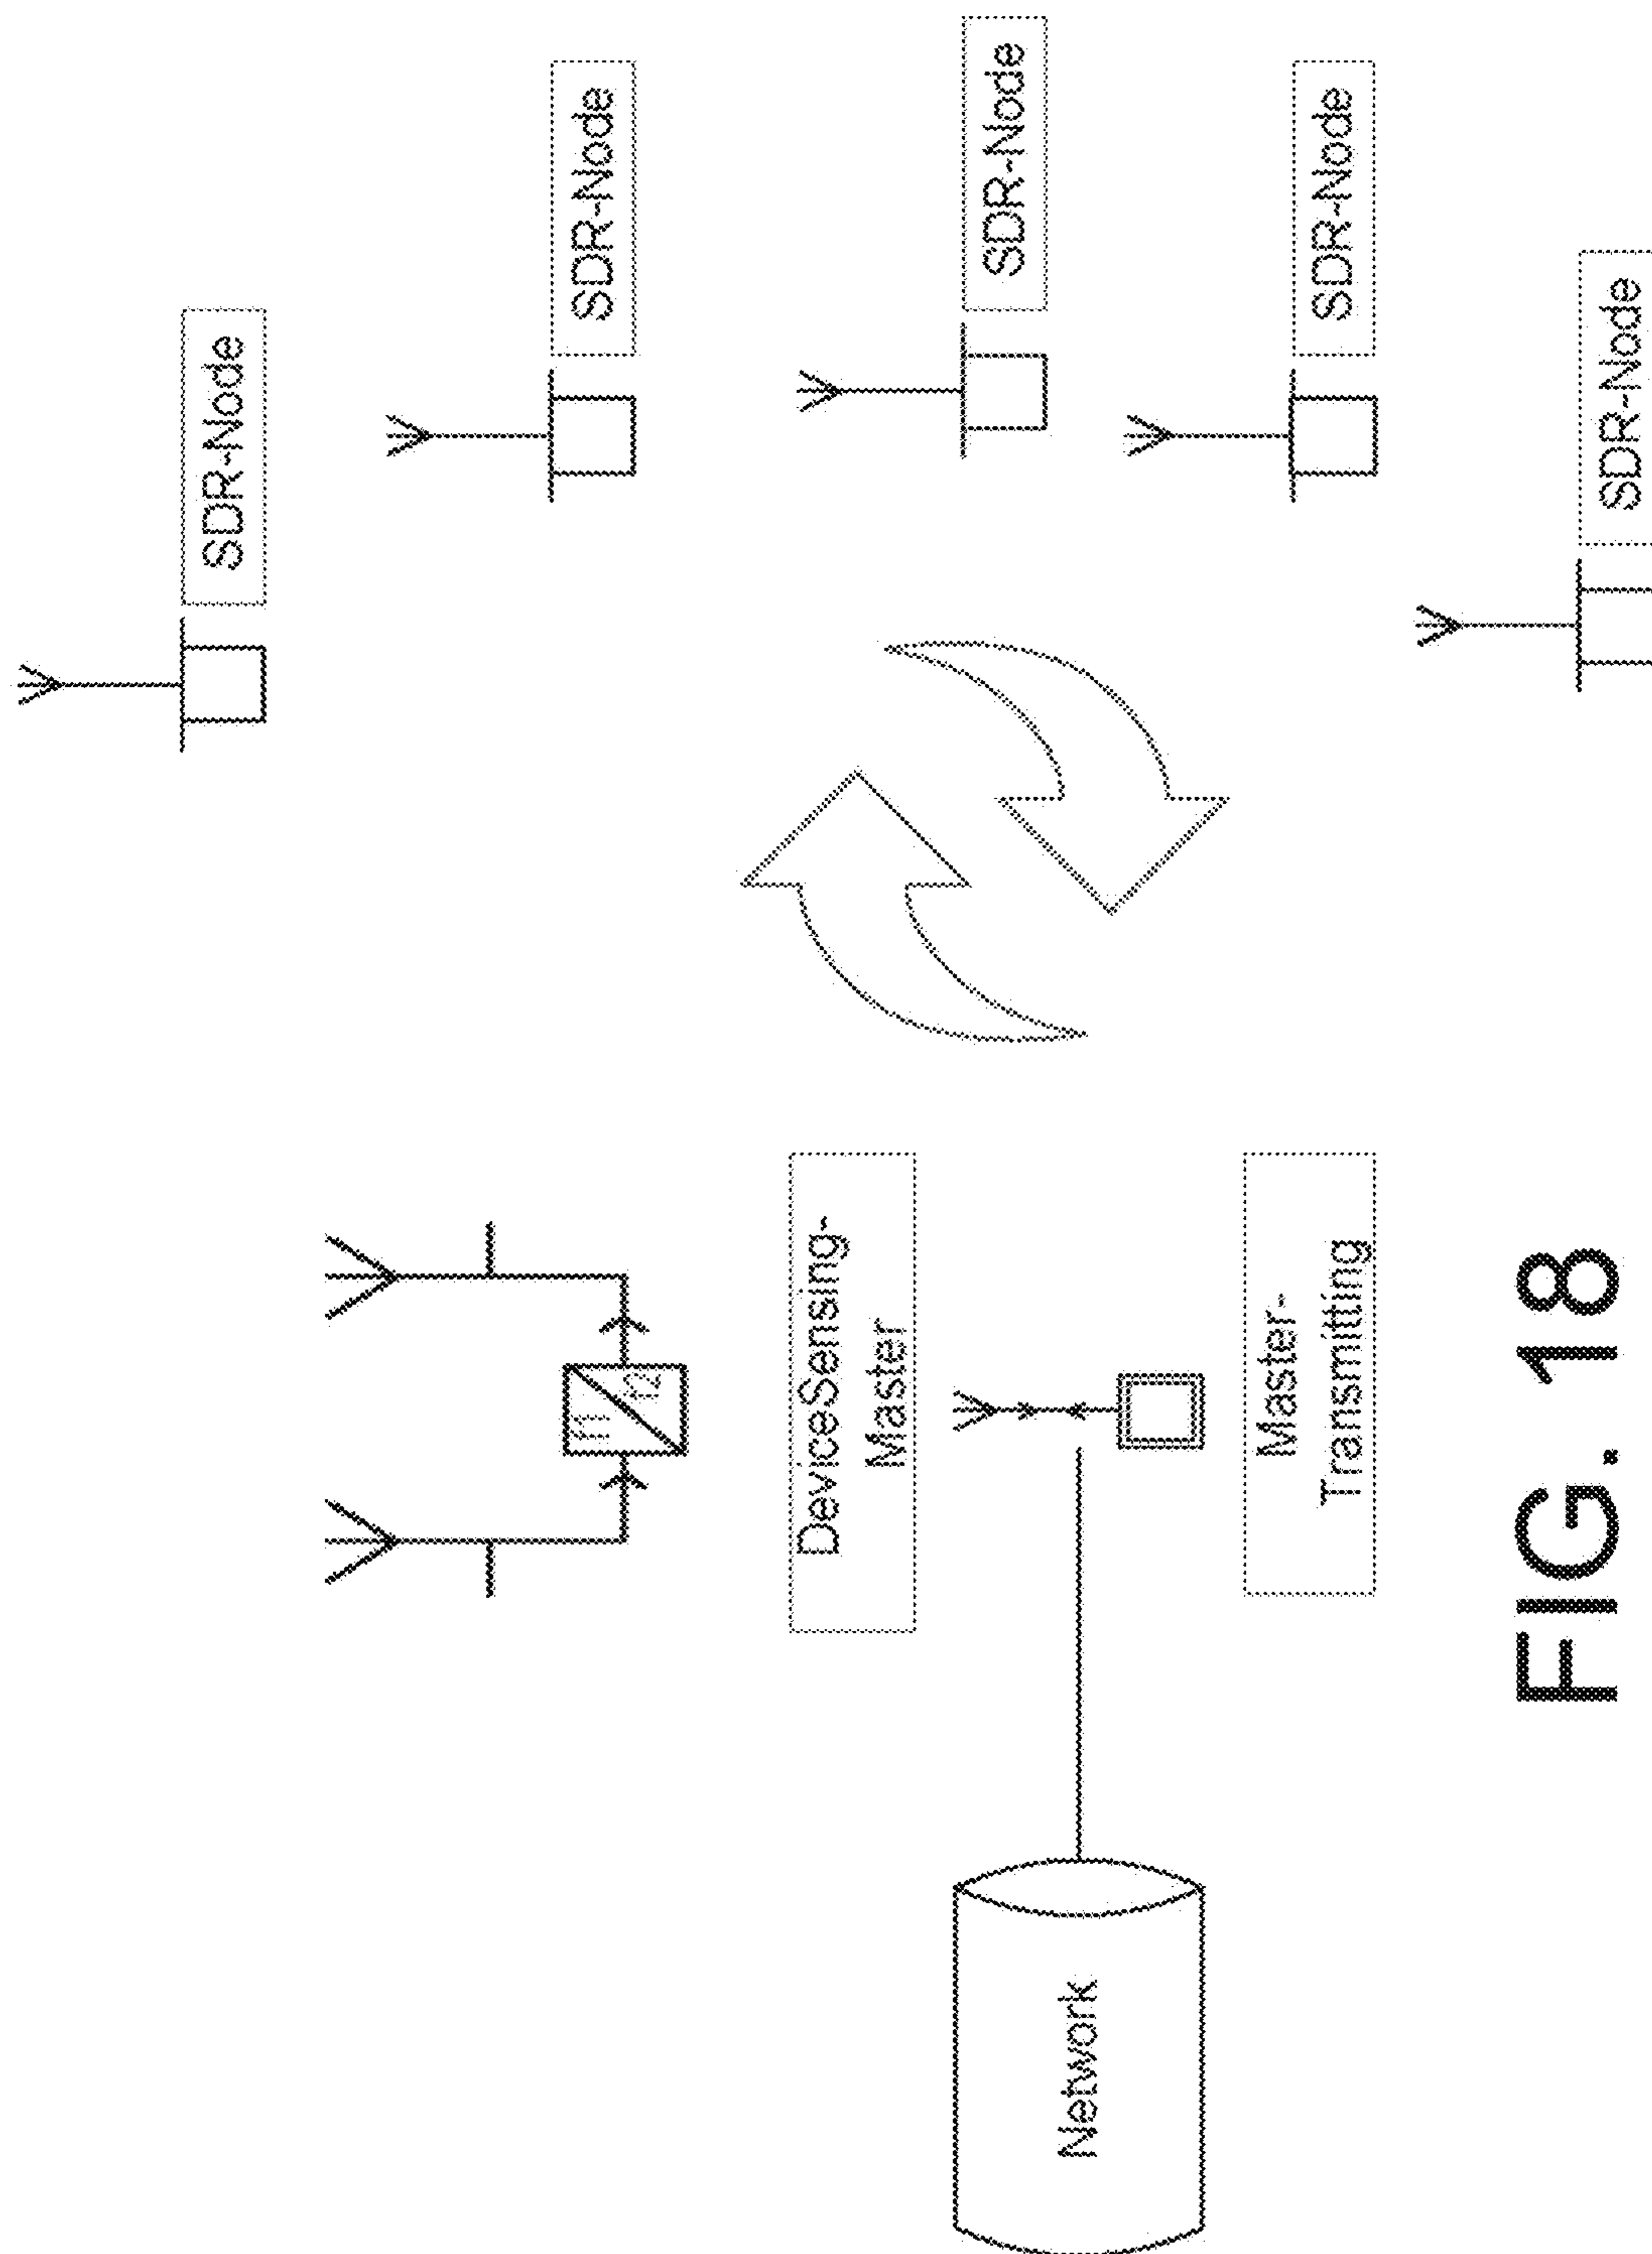 SDR-Node
SDR-Node
f1
f2
DeviceSensing-
Master
SDR-Node
Network
Master-
Transmitting
SDR-Node
SDR-Node
FIG. 18